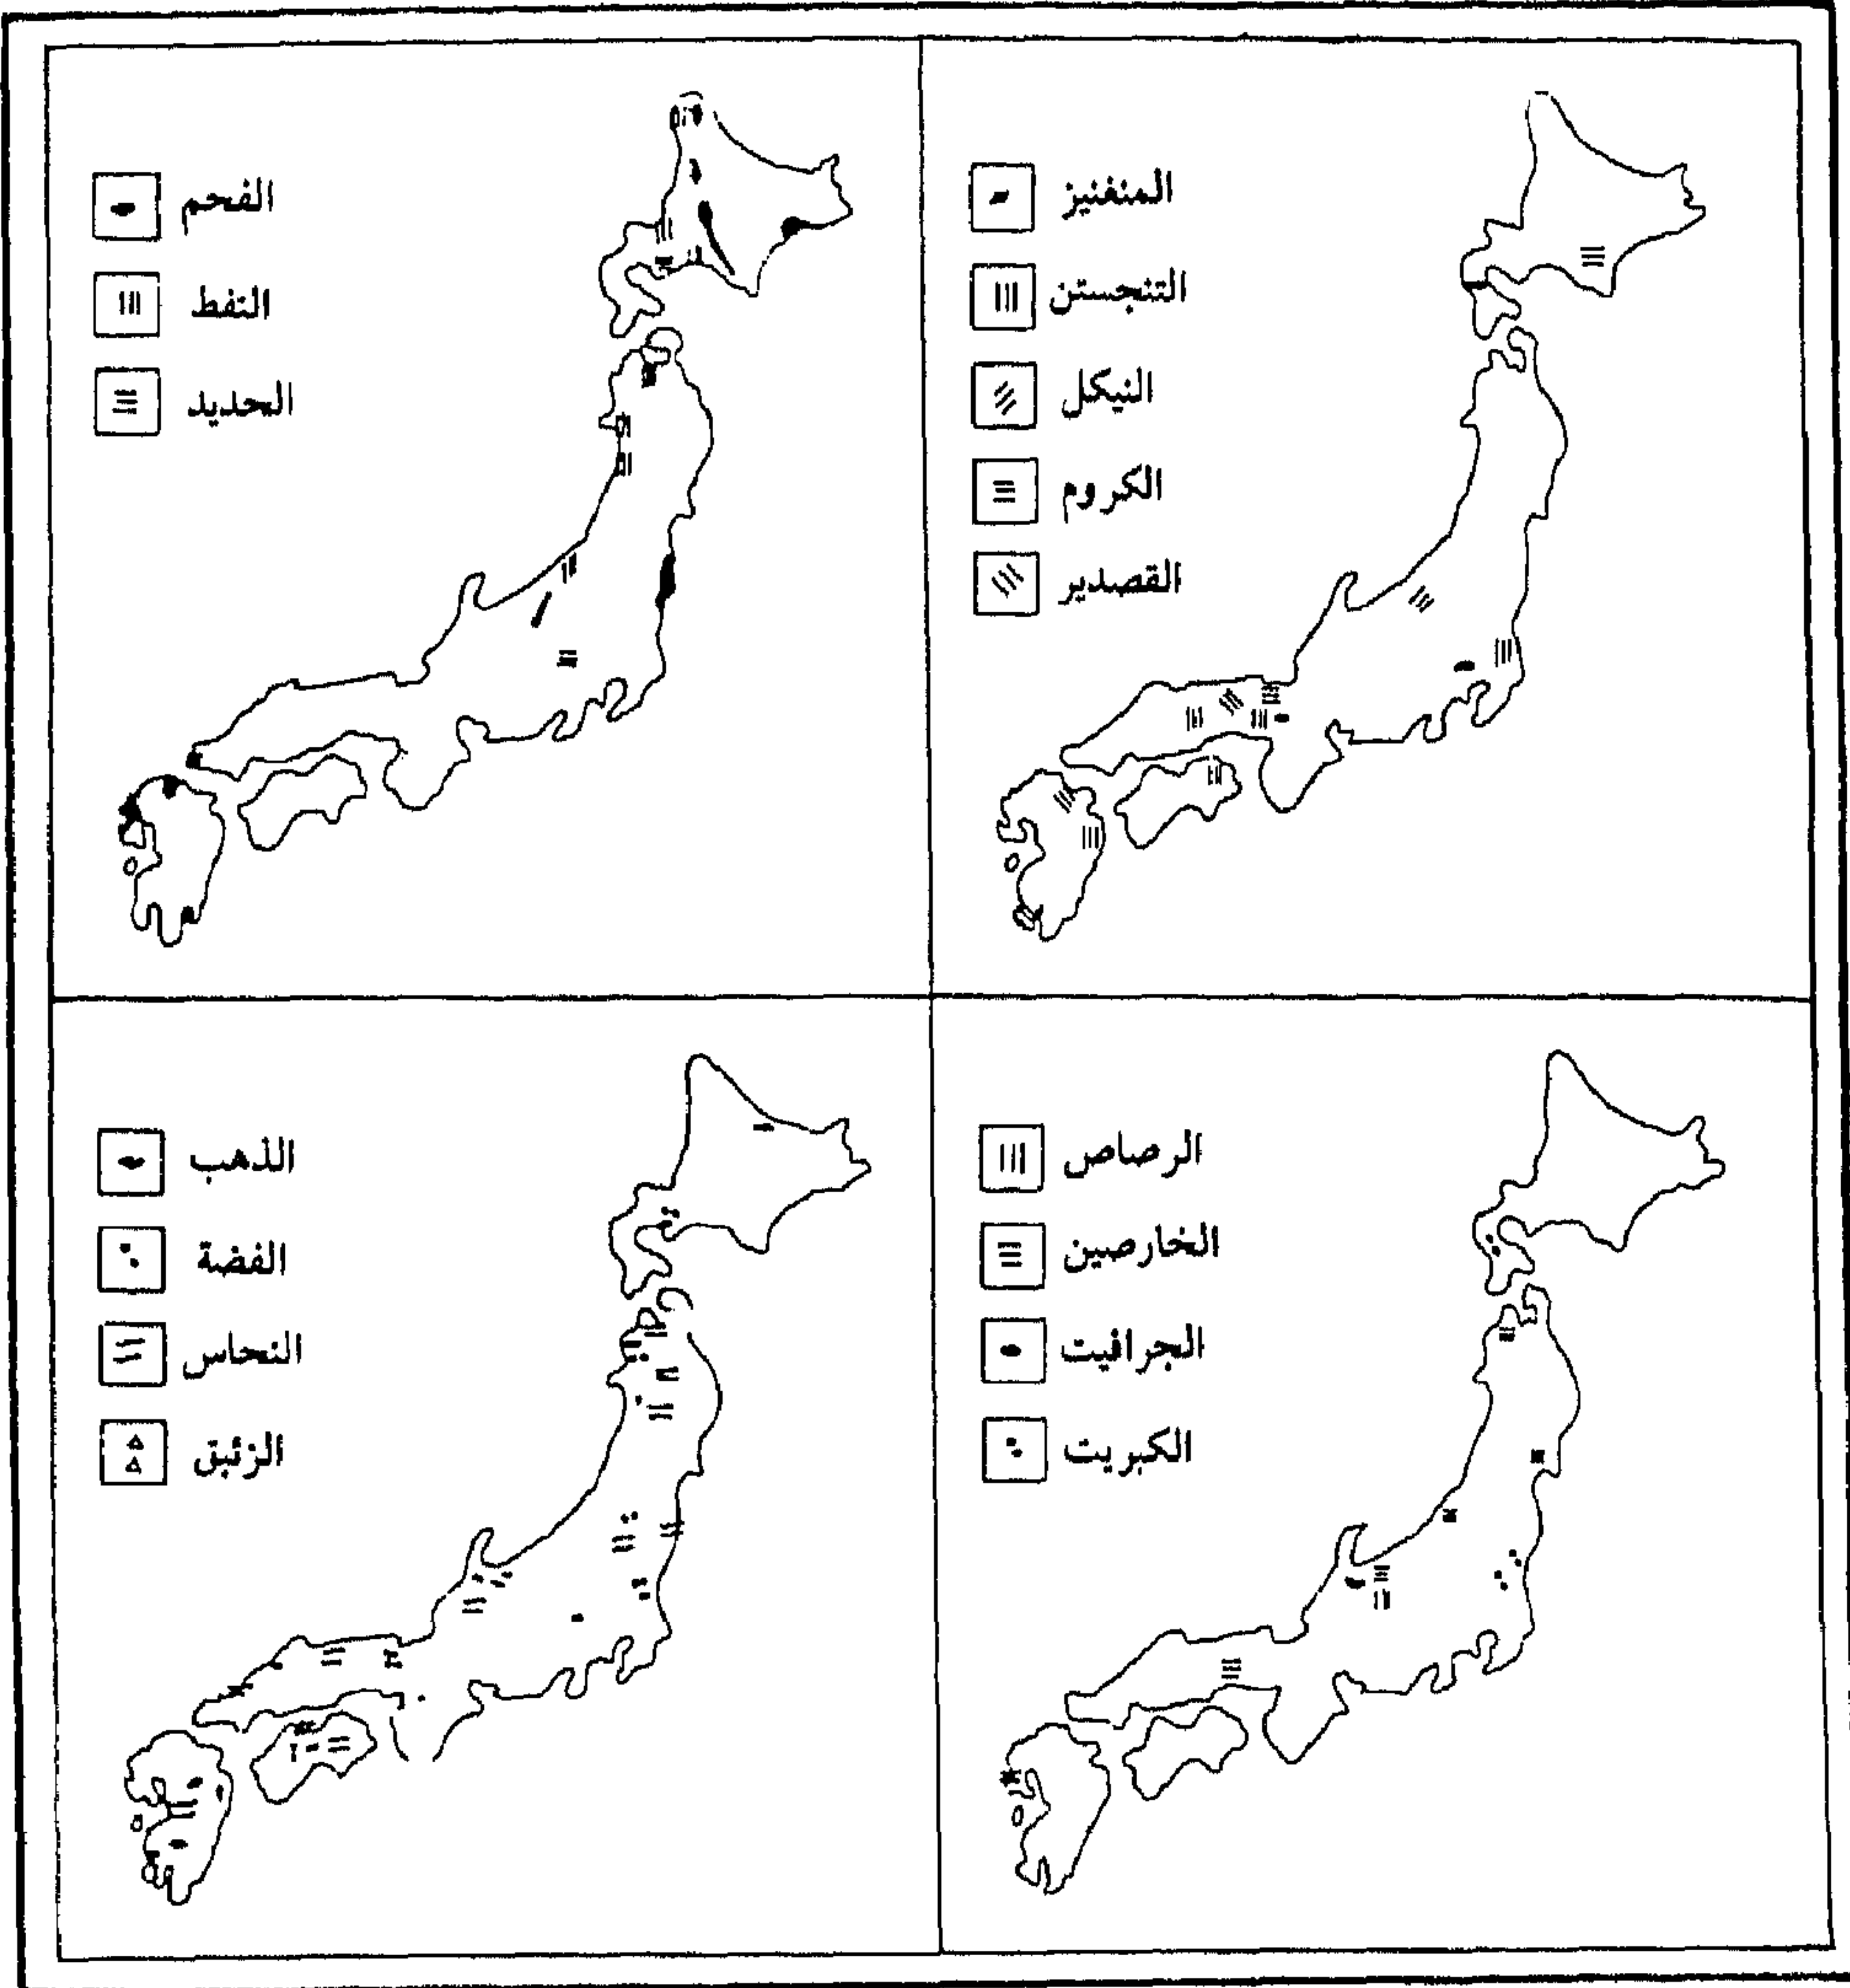 المنغنيز
التنجستن
النيكل
الكروم
القصدير
الفحم
النفط
الحديد
الرصاص
الخارصين
الجرافيت
الكبريت
الذهب
الفضة
النحاس
الزئبق